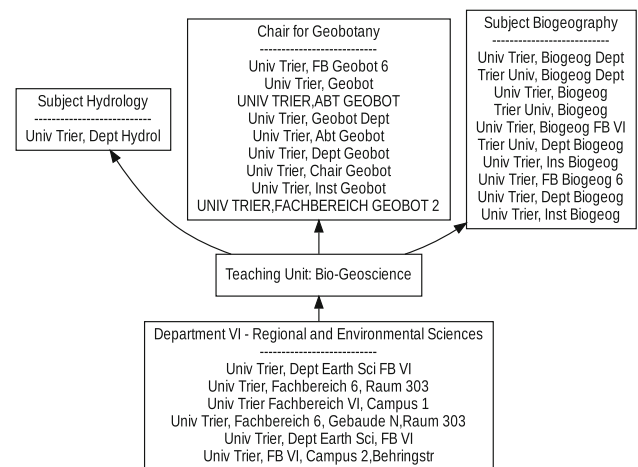 Subject Hydrology
---------------------------
Univ Trier, Dept Hydrol
Chair for Geobotany
---------------------------
Univ Trier, FB Geobot 6
Univ Trier, Geobot
UNIV TRIER,ABT GEOBOT
Univ Trier, Geobot Dept
Univ Trier, Abt Geobot
Univ Trier, Dept Geobot
Univ Trier, Chair Geobot
Univ Trier, Inst Geobot
UNIV TRIER,FACHBEREICH GEOBOT 2
Subject Biogeography
---------------------------
Univ Trier, Biogeog Dept
Trier Univ, Biogeog Dept
Univ Trier, Biogeog
Trier Univ, Biogeog
Univ Trier, Biogeog FB VI
Trier Univ, Dept Biogeog
Univ Trier, Ins Biogeog
Univ Trier, FB Biogeog 6
Univ Trier, Dept Biogeog
Univ Trier, Inst Biogeog
Teaching Unit: Bio-Geoscience
Department VI - Regional and Environmental Sciences
---------------------------
Univ Trier, Dept Earth Sci FB VI
Univ Trier, Fachbereich 6, Raum 303
Univ Trier Fachbereich VI, Campus 1
Univ Trier, Fachbereich 6, Gebaude N,Raum 303
Univ Trier, Dept Earth Sci, FB VI
Univ Trier, FB VI, Campus 2,Behringstr